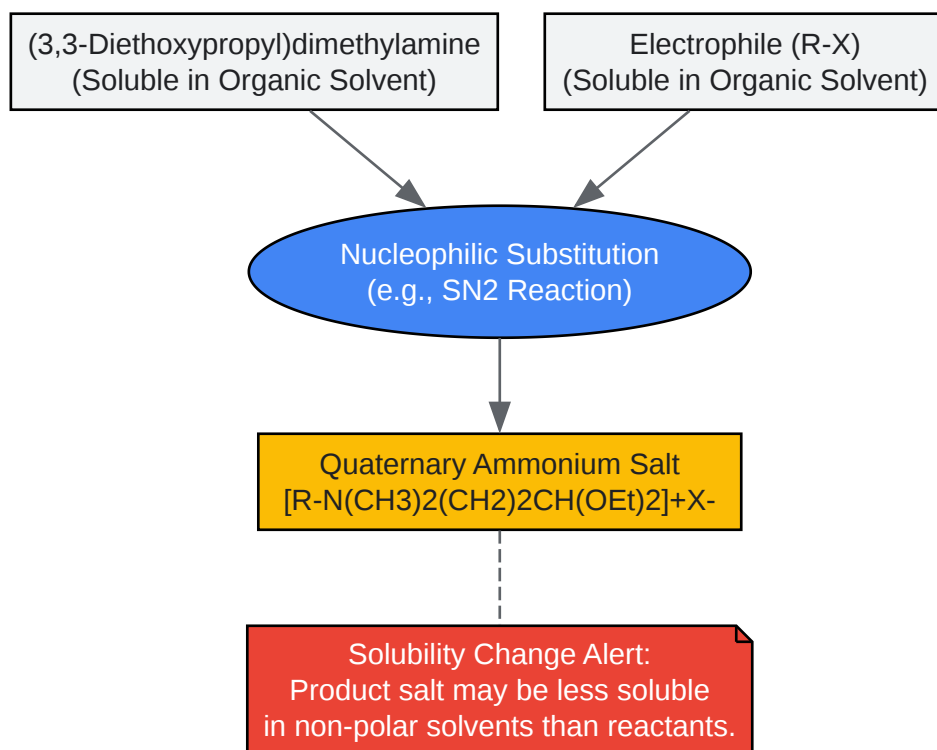 (3,3-Diethoxypropyl)dimethylamine
(Soluble in Organic Solvent)
Electrophile (R-X)
(Soluble in Organic Solvent)
Nucleophilic Substitution
(e.g., SN2 Reaction)
Quaternary Ammonium Salt
[R-N(CH3)2(CH2)2CH(OEt)2]+X-
Solubility Change Alert:
Product salt may be less soluble
in non-polar solvents than reactants.